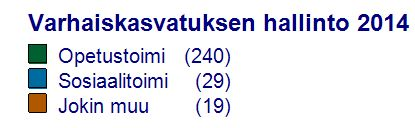 Varhaiskasvatuksen hallinto 2014
Opetustoimi (240)
Sosiaalitoimi (29)
Jokin muu (19)